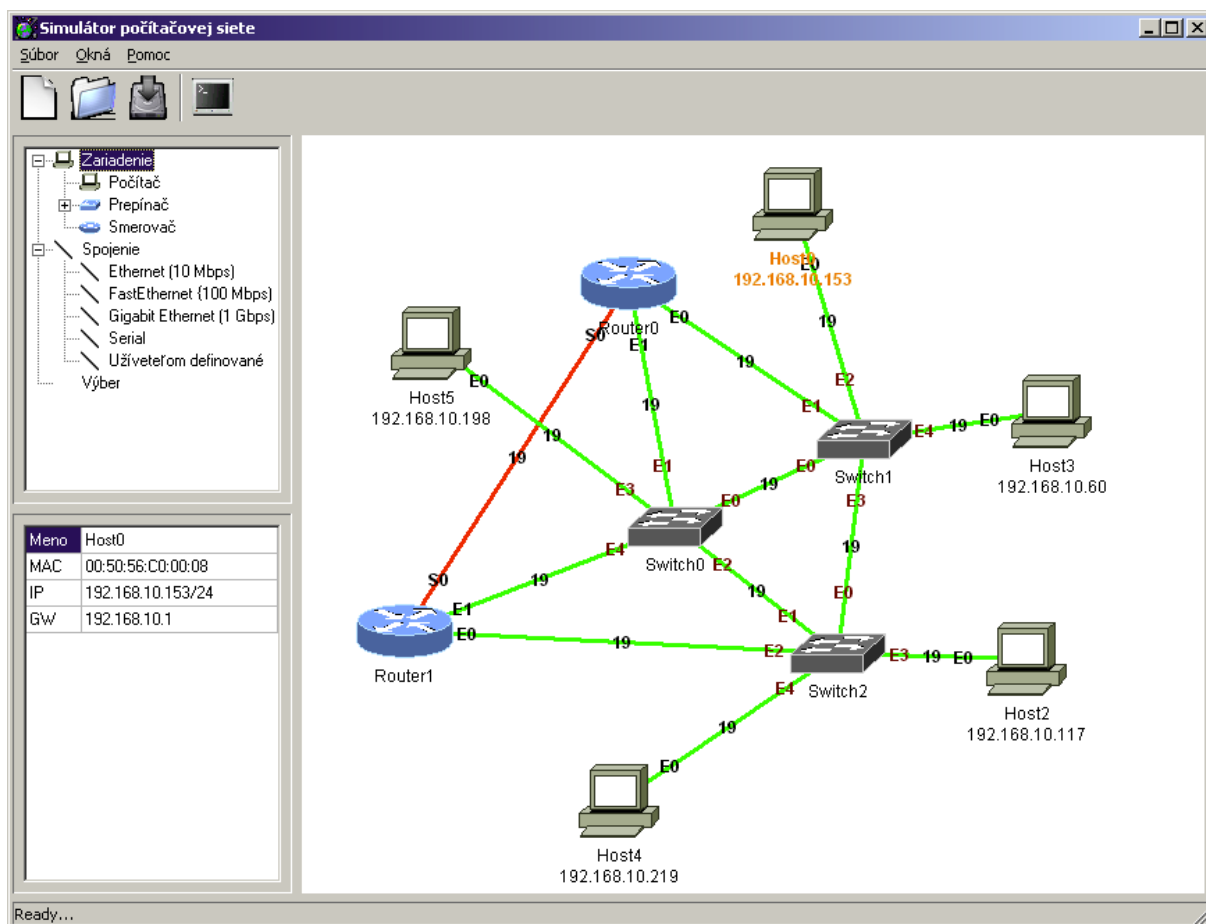 Simulátor počítačovej siete
Súbor Okná Pomoc
Zariadenie
Počítač
Prepínač
Smerovač
Spojenie
Ethernet (10 Mbps)
FastEthernet {100 Mbps)
Gigabit Ethernet (1 Gbps)
Serial
Užíveteľom definované
Výber
Meno Host0
MAC 00:50:56:C0:00:08
IP 192.168.10.153/24
GW 192.168.10.1
Host0
E0
192.168.10.153
19
E2
Router0
S0
E1
E0
19
E1
Host5
192.168.10.198
E0
19
E3
19
19
E1
Switch1
E4
19
E0
Host3
192.168.10.60
E0
19
E0
E3
Switch0
E4
E2
19
19
S0
E1
E0
Router1
19
19
E1
E0
E2
Switch2
E3
19
E0
Host2
192.168.10.117
E4
19
E0
Host4
192.168.10.219
Ready...